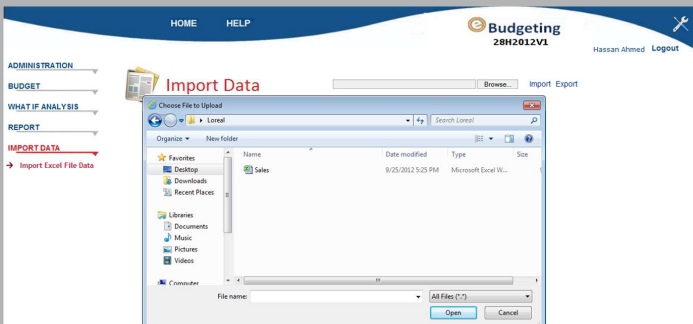 HOME HELP
Budgeting
28H2012V1
Hassan Ahmed Logout
ADMINISTRATION
BUDGET
WHAT IF ANALYSIS
REPORT
IMPORT DATA
Import Excel File Data
Import Data
Browse... Import Export
Choose File to Upload
Loreal
Search Loreal
Organize New folder
Name Date modified Type Size
Sales 9/25/2012 5:25 PM Microsoft Excel W...
Favorites
Desktop
Downloads
Recent Places
Libraries
Documents
Music
Pictures
Videos
Computer
File name: All Files (*.*)
Open Cancel